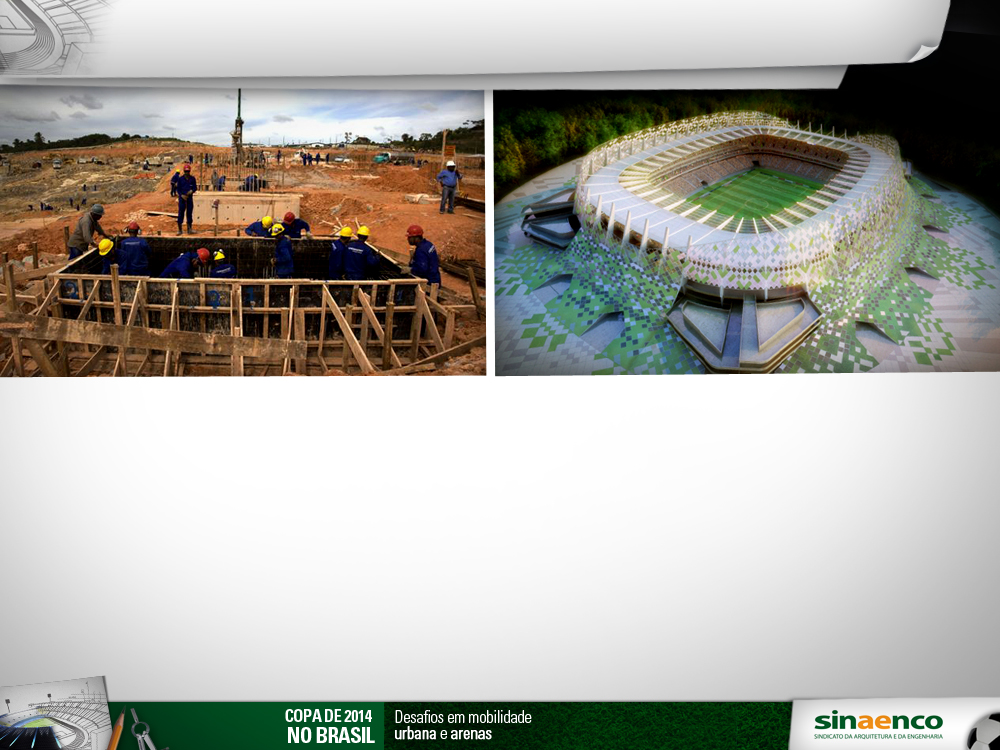 COPA DE 2014
NO BRASIL
Desafios em mobilidade
urbana e arenas
sinaenco
SINDICATO DA ARQUITETURA E DA ENGENHARIA